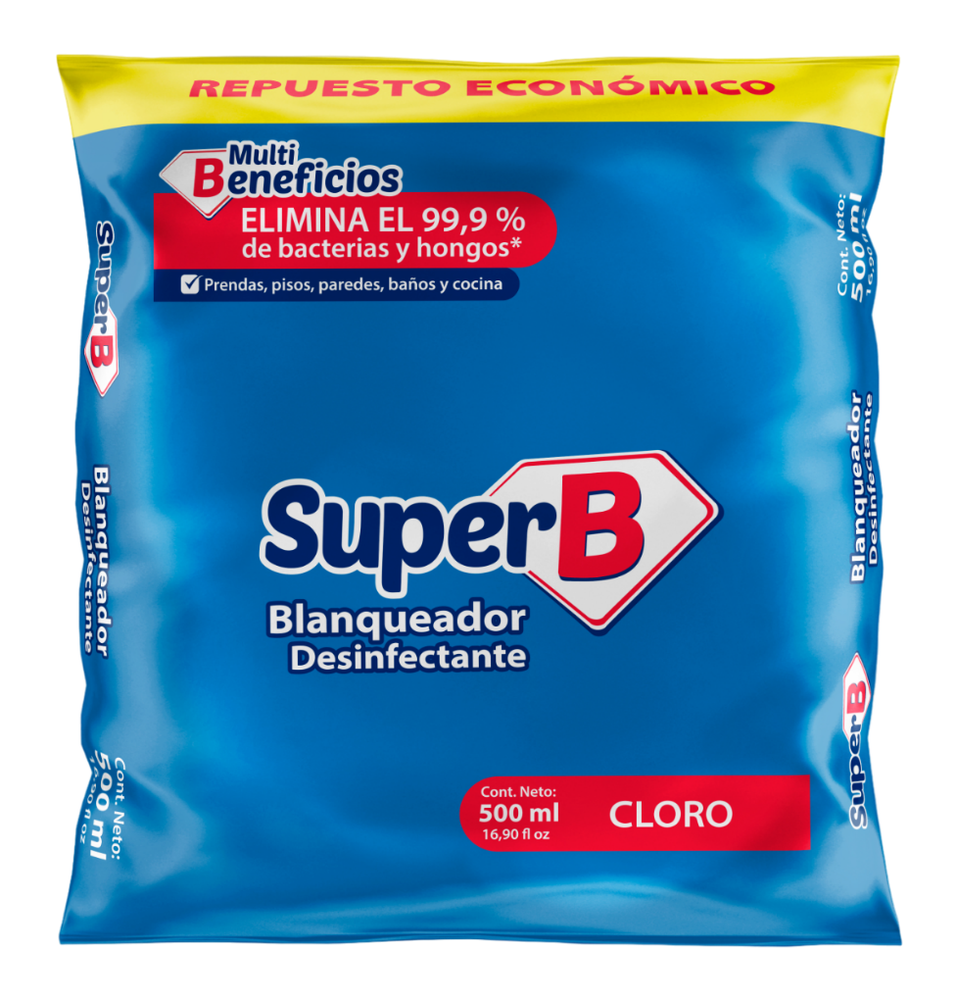 REPUESTO ECONÓMICO
Multi
Beneficios
ELIMINA EL 99,9 %
de bacterias y hongos*
Prendas, pisos, paredes, baños y cocina
SuperB
Blanqueador
Desinfectante
Cont. Neto:
500 ml
16,90 fl oz
CLORO
SuperB
Blanqueador
Desinfectante
Cont. Neto:
500 ml
16,90 fl oz
Cont. Neto:
500 ml
16,90 fl oz
Blanqueador
Desinfectante
SuperB